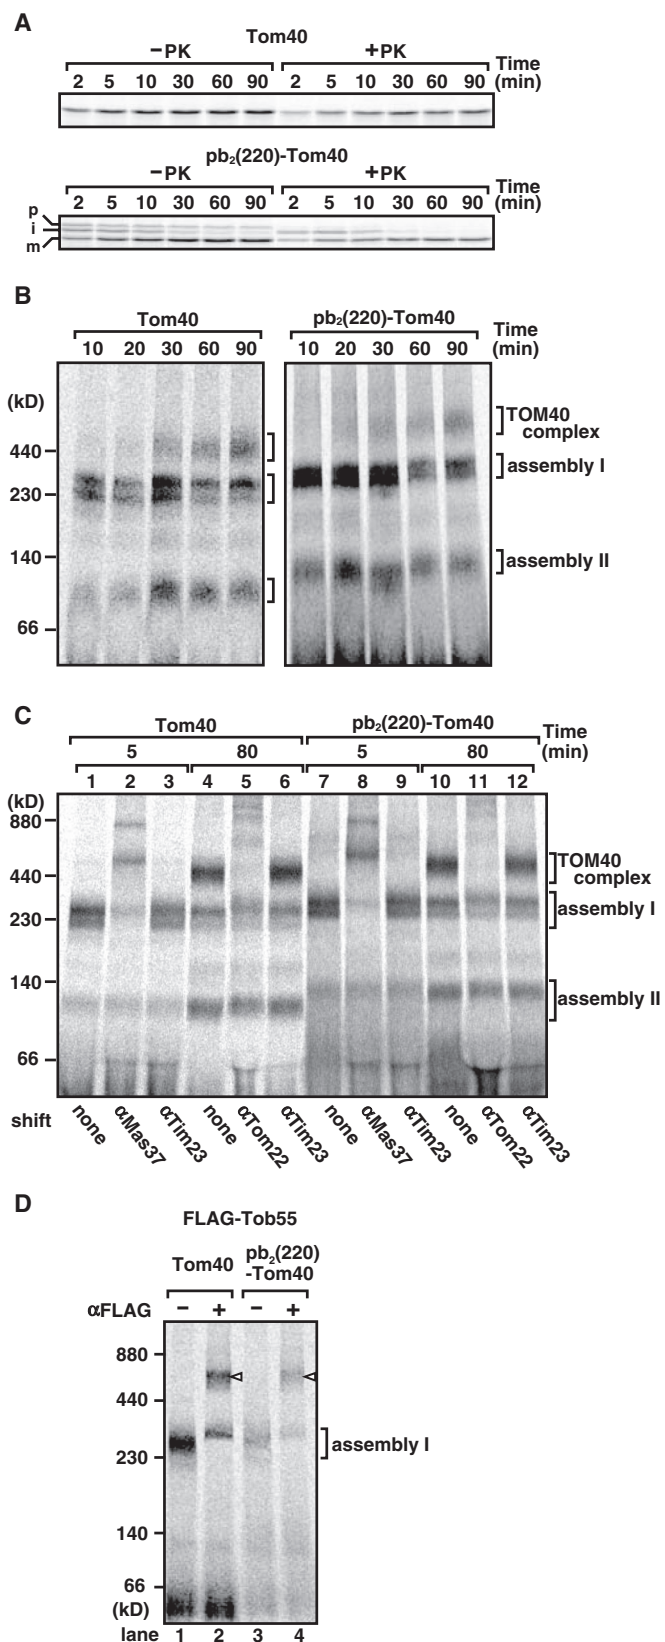 A
Tom40
−PK +PK Time
2 5 10 30 60 90 2 5 10 30 60 90 (min)
pb2(220)-Tom40
−PK +PK Time
2 5 10 30 60 90 2 5 10 30 60 90 (min)
p
i
m
B
Tom40 pb2(220)-Tom40 Time
10 20 30 60 90 10 20 30 60 90 (min)
(kD)
TOM40
complex
440
assembly I
230
140
assembly II
66
C
Tom40 pb2(220)-Tom40 Time
5 80 5 80 (min)
1 2 3 4 5 6 7 8 9 10 11 12
(kD)
880
TOM40
complex
440
assembly I
230
140
assembly II
66
shift none αMas37 αTim23 none αTom22 αTim23 none αMas37 αTim23 none αTom22 αTim23
D
FLAG-Tob55
Tom40 pb2(220)
-Tom40
αFLAG − + − +
880
440
assembly I
230
140
66
(kD)
lane 1 2 3 4